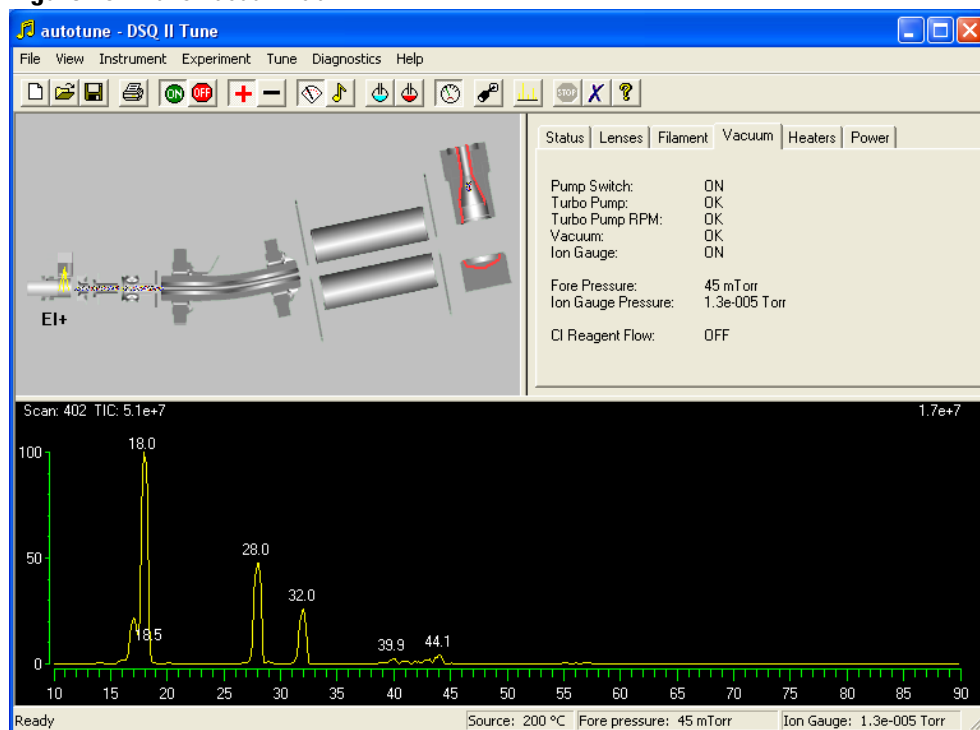 autotune - DSQ II Tune
File View Instrument Experiment Tune Diagnostics Help
ON OFF STOP X ?
Status Lenses Filament Vacuum Heaters Power
Pump Switch: ON
Turbo Pump: OK
Turbo Pump RPM: OK
Vacuum: OK
Ion Gauge: ON
Fore Pressure: 45 mTorr
Ion Gauge Pressure: 1.3e-005 Torr
CI Reagent Flow: OFF
EI+
Scan: 402 TIC: 5.1e+7 1.7e+7
100
50
0
18.0
28.0
32.0
18.5
39.9
44.1
10 15 20 25 30 35 40 45 50 55 60 65 70 75 80 85 90
Ready Source: 200 °C Fore pressure: 45 mTorr Ion Gauge: 1.3e-005 Torr